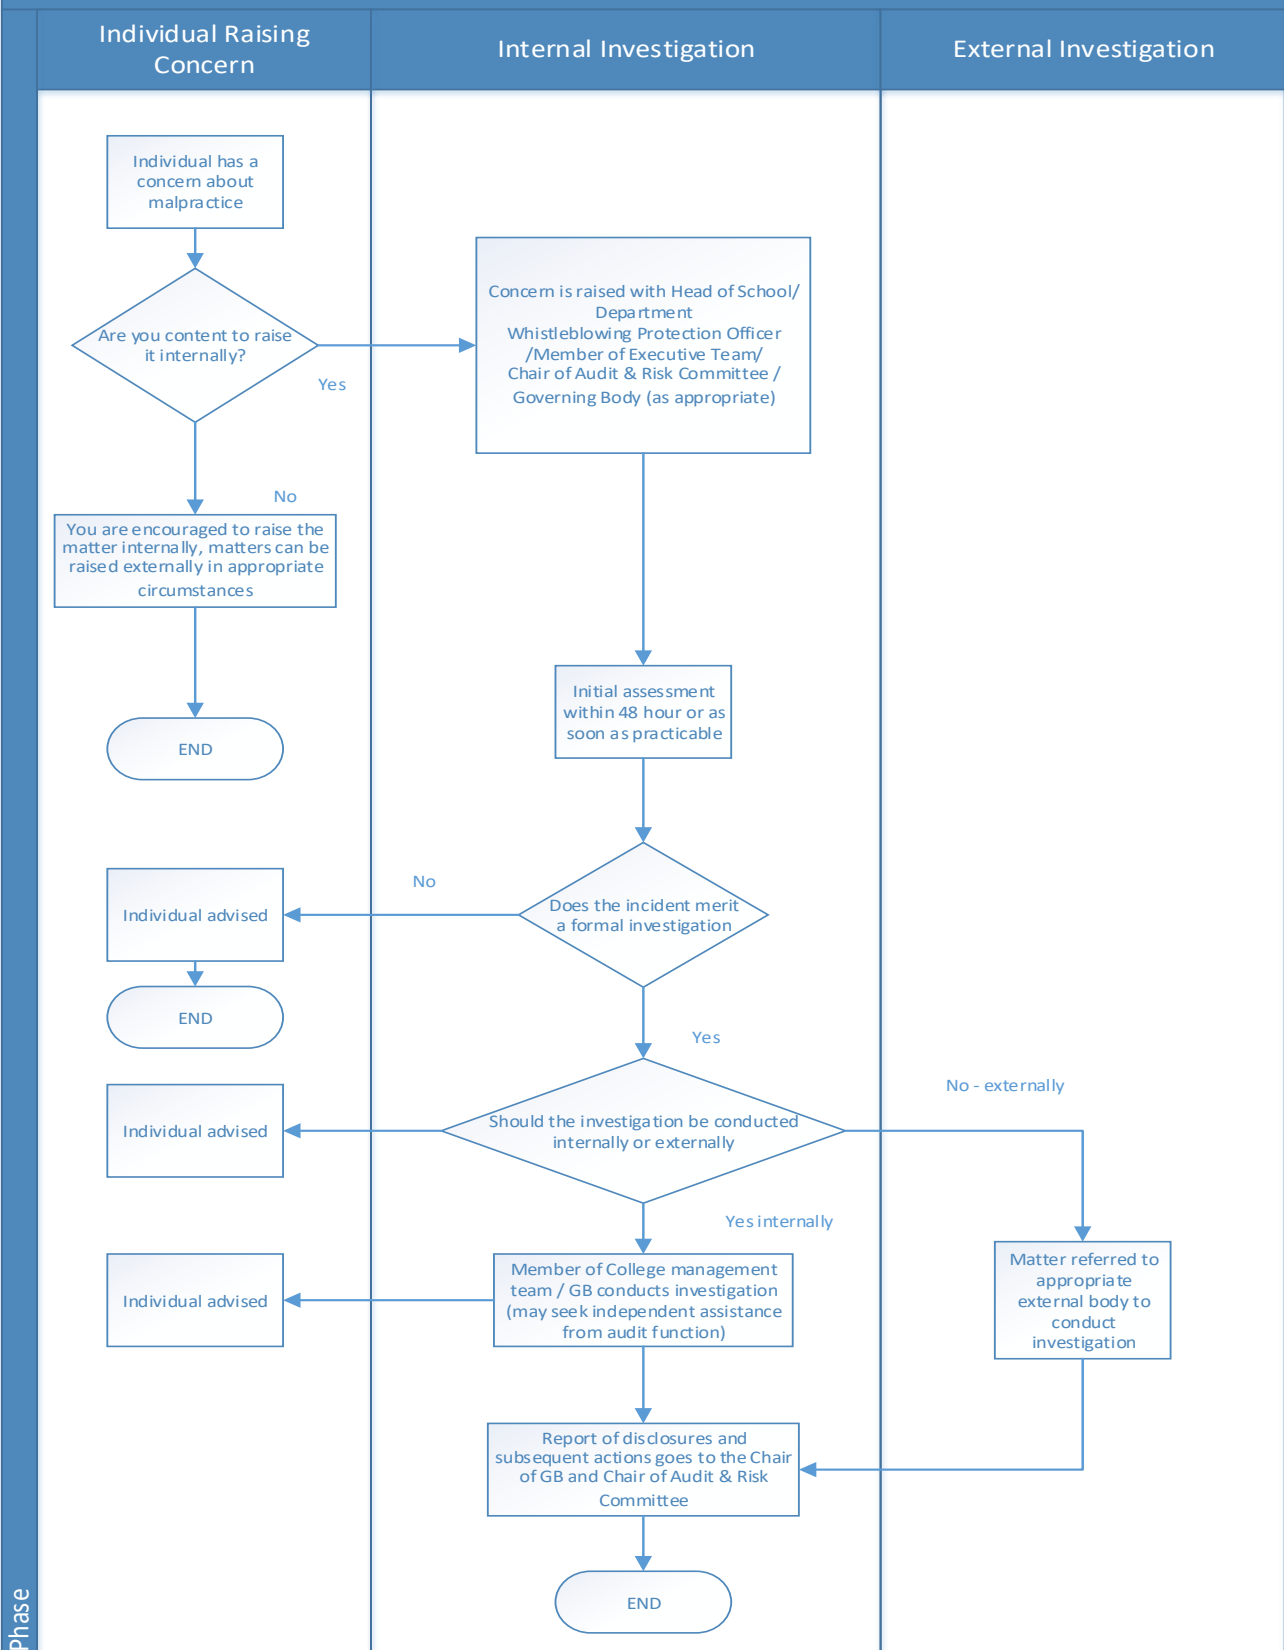 Individual Raising
Concern
Internal Investigation
External Investigation
Individual has a
concern about
malpractice
Are you content to raise
it internally?
Yes
Concern is raised with Head of School/
Department
Whistleblowing Protection Officer
/Member of Executive Team/
Chair of Audit & Risk Committee /
Governing Body (as appropriate)
No
You are encouraged to raise the
matter internally, matters can be
raised externally in appropriate
circumstances
END
Initial assessment
within 48 hour or as
soon as practicable
Does the incident merit
a formal investigation
No
Individual advised
END
Yes
Should the investigation be conducted
internally or externally
Individual advised
No - externally
Yes internally
Member of College management
team / GB conducts investigation
(may seek independent assistance
from audit function)
Individual advised
Matter referred to
appropriate
external body to
conduct
investigation
Report of disclosures and
subsequent actions goes to the Chair
of GB and Chair of Audit & Risk
Committee
END
Phase